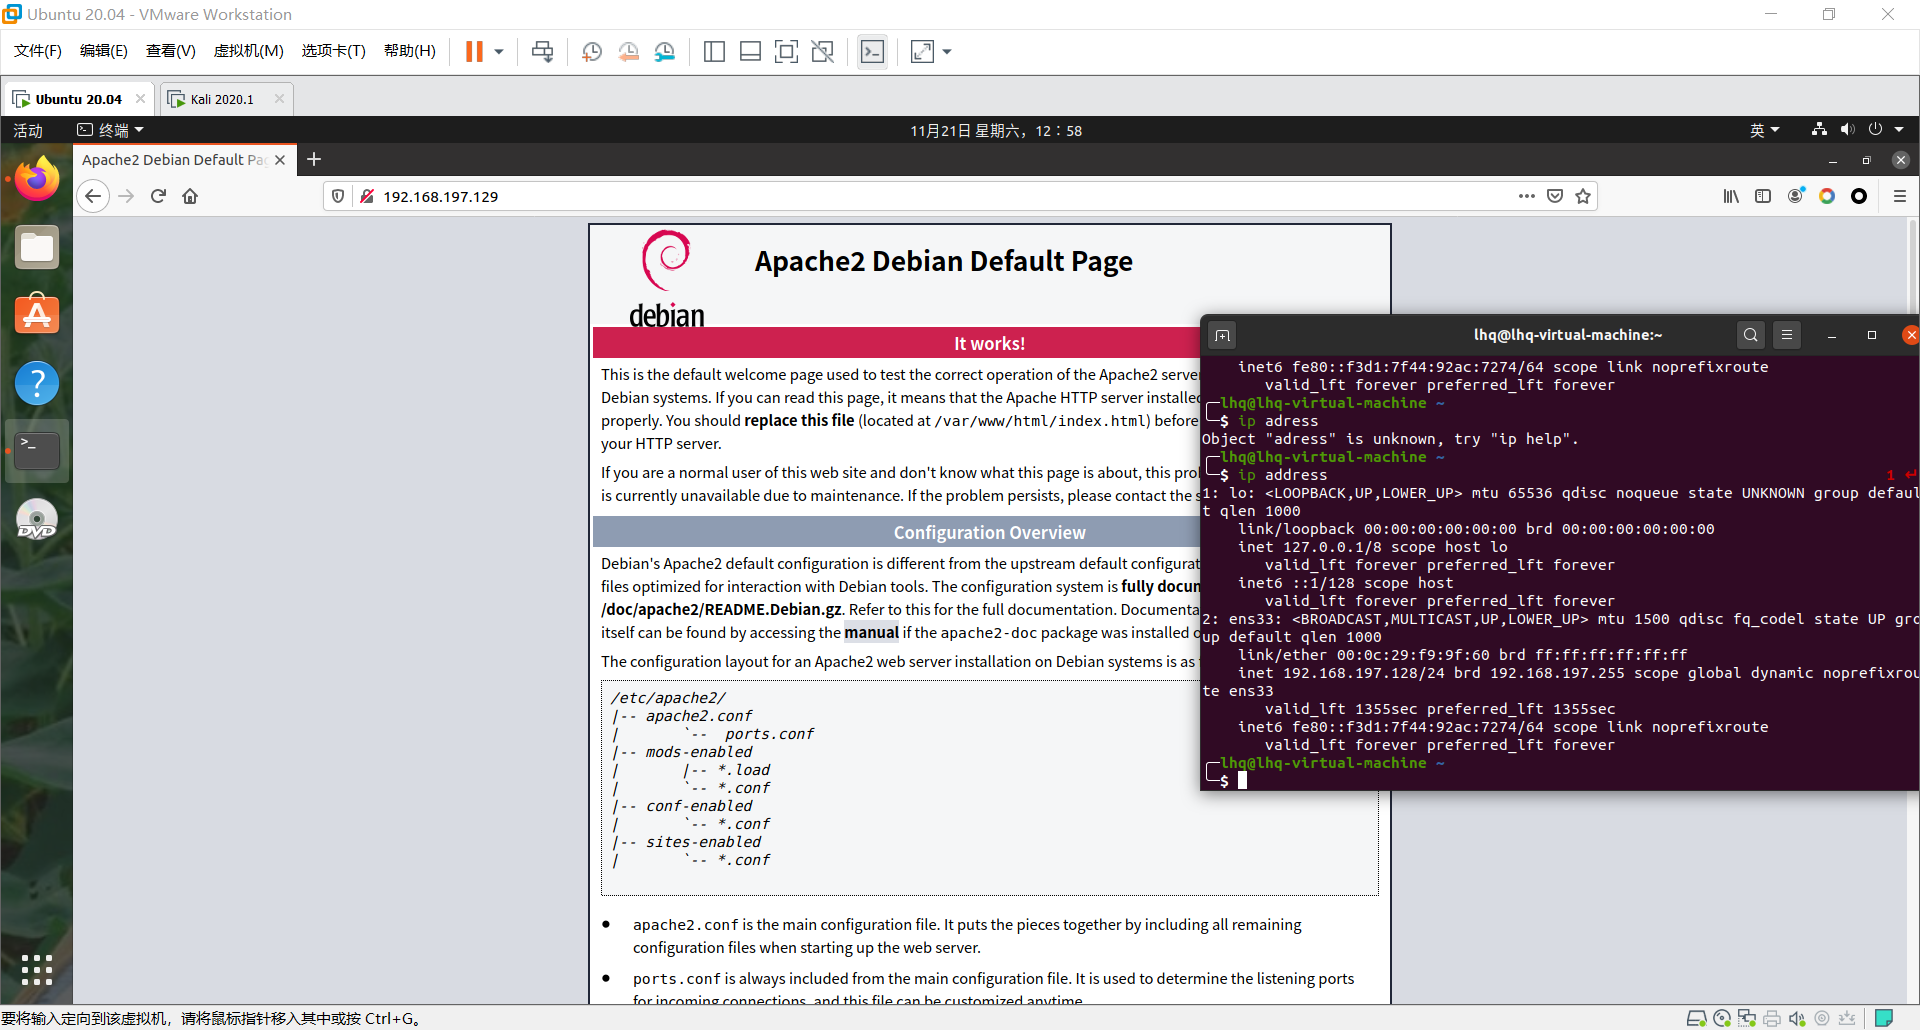 Ubuntu 20.04 - VMware Workstation
文件(F) 编辑(E) 查看(V) 虚拟机(M) 选项卡(T) 帮助(H)
Ubuntu 20.04
Kali 2020.1
活动 终端 11月21日 星期六, 12:58 英
Apache2 Debian Default Pag
192.168.197.129
debian
Apache2 Debian Default Page
It works!
This is the default welcome page used to test the correct operation of the Apache2 server
Debian systems. If you can read this page, it means that the Apache HTTP server installed
properly. You should replace this file (located at /var/www/html/index.html) before
your HTTP server.
If you are a normal user of this web site and don't know what this page is about, this pro
is currently unavailable due to maintenance. If the problem persists, please contact the s
Configuration Overview
Debian's Apache2 default configuration is different from the upstream default configurat
files optimized for interaction with Debian tools. The configuration system is fully docum
/doc/apache2/README.Debian.gz. Refer to this for the full documentation. Documenta
itself can be found by accessing the manual if the apache2-doc package was installed o
The configuration layout for an Apache2 web server installation on Debian systems is as
/etc/apache2/
|-- apache2.conf
|       `--  ports.conf
|-- mods-enabled
|       |-- *.load
|       `-- *.conf
|-- conf-enabled
|       `-- *.conf
|-- sites-enabled
|       `-- *.conf
apache2.conf is the main configuration file. It puts the pieces together by including all remaining
configuration files when starting up the web server.
ports.conf is always included from the main configuration file. It is used to determine the listening ports
for incoming connections, and this file can be customized anytime.
lhq@lhq-virtual-machine:~
inet6 fe80::f3d1:7f44:92ac:7274/64 scope link noprefixroute
valid_lft forever preferred_lft forever
lhq@lhq-virtual-machine ~
$ ip adress
Object "adress" is unknown, try "ip help".
lhq@lhq-virtual-machine ~
$ ip address 1 ↵
1: lo: <LOOPBACK,UP,LOWER_UP> mtu 65536 qdisc noqueue state UNKNOWN group defaul
t qlen 1000
link/loopback 00:00:00:00:00:00 brd 00:00:00:00:00:00
inet 127.0.0.1/8 scope host lo
valid_lft forever preferred_lft forever
inet6 ::1/128 scope host
valid_lft forever preferred_lft forever
2: ens33: <BROADCAST,MULTICAST,UP,LOWER_UP> mtu 1500 qdisc fq_codel state UP gro
up default qlen 1000
link/ether 00:0c:29:f9:9f:60 brd ff:ff:ff:ff:ff:ff
inet 192.168.197.128/24 brd 192.168.197.255 scope global dynamic noprefixrou
te ens33
valid_lft 1355sec preferred_lft 1355sec
inet6 fe80::f3d1:7f44:92ac:7274/64 scope link noprefixroute
valid_lft forever preferred_lft forever
lhq@lhq-virtual-machine ~
$
DVD
要将输入定向到该虚拟机，请将鼠标指针移入其中或按 Ctrl+G。